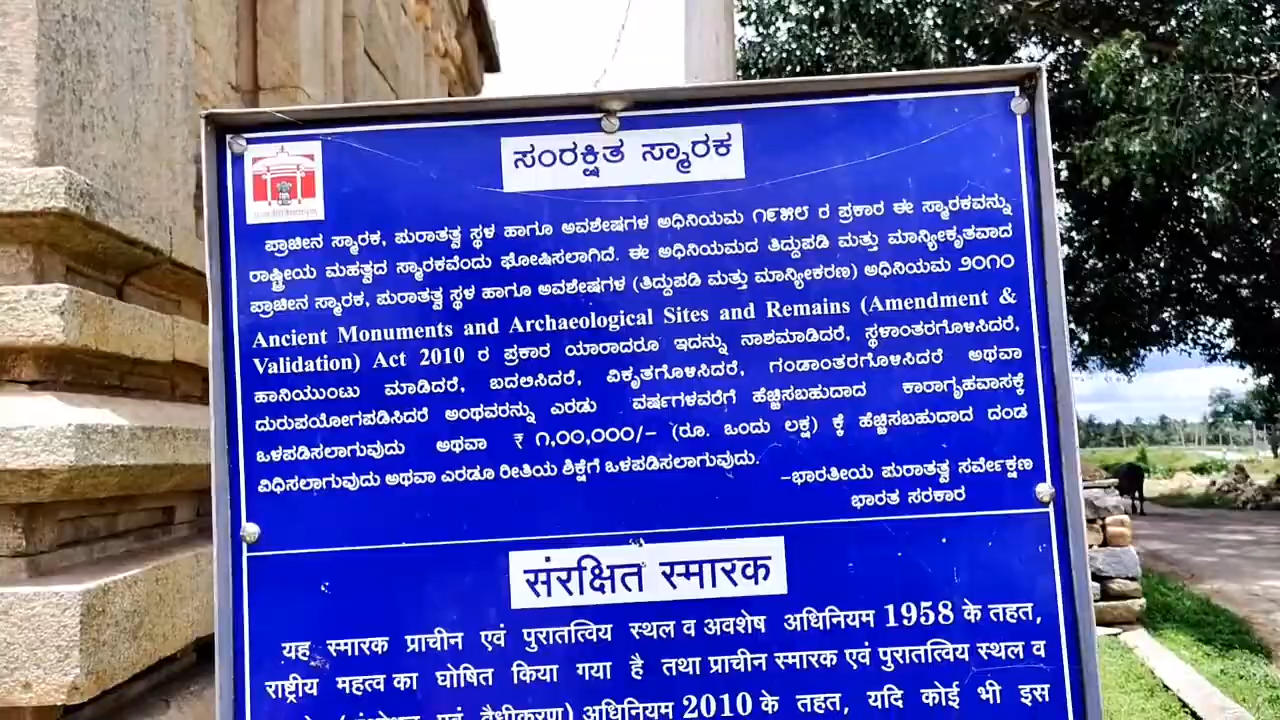 ಸಂರಕ್ಷಿತ ಸ್ಮಾರಕ
ಪ್ರಾಚೀನ ಸ್ಮಾರಕ, ಪುರಾತತ್ವ ಸ್ಥಳ ಹಾಗೂ ಅವಶೇಷಗಳ ಅಧಿನಿಯಮ ೧೯೫೮ ರ ಪ್ರಕಾರ ಈ ಸ್ಮಾರಕವನ್ನು
ರಾಷ್ಟ್ರೀಯ ಮಹತ್ವದ ಸ್ಮಾರಕವೆಂದು ಘೋಷಿಸಲಾಗಿದೆ. ಈ ಅಧಿನಿಯಮದ ತಿದ್ದುಪಡಿ ಮತ್ತು ಮಾನ್ಯೀಕೃತವಾದ
ಪ್ರಾಚೀನ ಸ್ಮಾರಕ, ಪುರಾತತ್ವ ಸ್ಥಳ ಹಾಗೂ ಅವಶೇಷಗಳ (ತಿದ್ದುಪಡಿ ಮತ್ತು ಮಾನ್ಯೀಕರಣ) ಅಧಿನಿಯಮ ೨೦೧೦
Ancient Monuments and Archaeological Sites and Remains (Amendment &
Validation) Act 2010 ರ ಪ್ರಕಾರ ಯಾರಾದರೂ ಇದನ್ನು ನಾಶಮಾಡಿದರೆ, ಸ್ಥಳಾಂತರಗೊಳಿಸಿದರೆ,
ಹಾನಿಯುಂಟು ಮಾಡಿದರೆ, ಬದಲಿಸಿದರೆ, ವಿಕೃತಗೊಳಿಸಿದರೆ, ಗಂಡಾಂತರಗೊಳಿಸಿದರೆ ಅಥವಾ
ದುರುಪಯೋಗಪಡಿಸಿದರೆ ಅಂಥವರನ್ನು ಎರಡು ವರ್ಷಗಳವರೆಗೆ ಹೆಚ್ಚಿಸಬಹುದಾದ ಕಾರಾಗೃಹವಾಸಕ್ಕೆ
ಒಳಪಡಿಸಲಾಗುವುದು ಅಥವಾ ₹ ೧,೦೦,೦೦೦/– (ರೂ. ಒಂದು ಲಕ್ಷ) ಕ್ಕೆ ಹೆಚ್ಚಿಸಬಹುದಾದ ದಂಡ
ವಿಧಿಸಲಾಗುವುದು ಅಥವಾ ಎರಡೂ ರೀತಿಯ ಶಿಕ್ಷೆಗೆ ಒಳಪಡಿಸಲಾಗುವುದು.
–ಭಾರತೀಯ ಪುರಾತತ್ವ ಸರ್ವೇಕ್ಷಣ
ಭಾರತ ಸರಕಾರ
संरक्षित स्मारक
यह स्मारक प्राचीन एवं पुरातत्विय स्थल व अवशेष अधिनियम 1958 के तहत,
राष्ट्रीय महत्व का घोषित किया गया है तथा प्राचीन स्मारक एवं पुरातत्विय स्थल व
एवं वैधीकरण) अधिनियम 2010 के तहत, यदि कोई भी इस